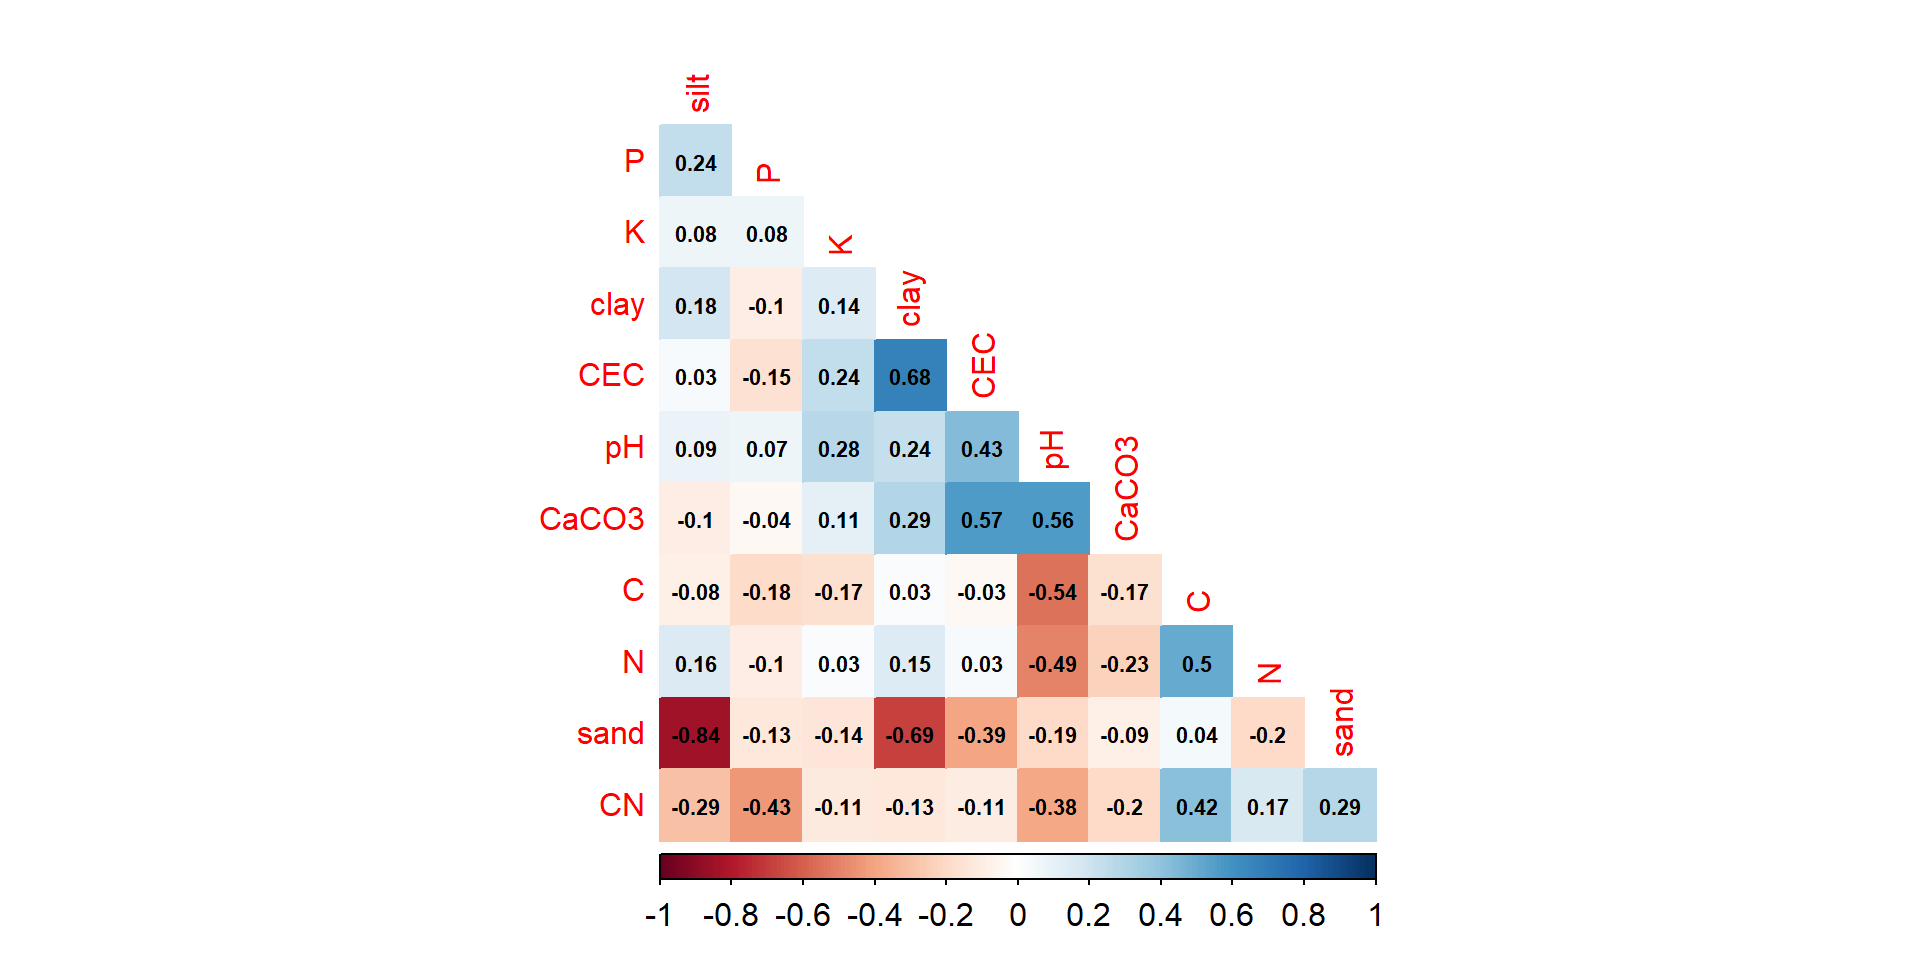 silt
P 0.24 P
K 0.08 0.08 K
clay 0.18 -0.1 0.14 clay
CEC 0.03 -0.15 0.24 0.68 CEC
pH 0.09 0.07 0.28 0.24 0.43 pH
CaCO3 -0.1 -0.04 0.11 0.29 0.57 0.56 CaCO3
C -0.08 -0.18 -0.17 0.03 -0.03 -0.54 -0.17 C
N 0.16 -0.1 0.03 0.15 0.03 -0.49 -0.23 0.5 N
sand -0.84 -0.13 -0.14 -0.69 -0.39 -0.19 -0.09 0.04 -0.2 sand
CN -0.29 -0.43 -0.11 -0.13 -0.11 -0.38 -0.2 0.42 0.17 0.29
-1 -0.8 -0.6 -0.4 -0.2 0 0.2 0.4 0.6 0.8 1